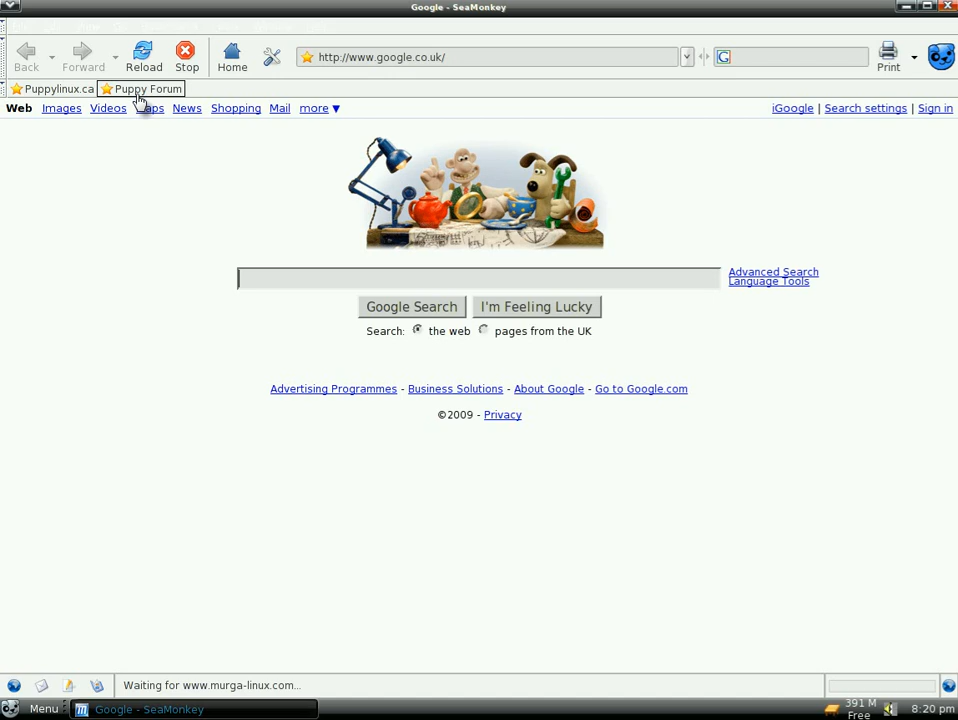 Google - SeaMonkey
Back Forward Reload Stop Home http://www.google.co.uk/ Print
Puppylinux.ca Puppy Forum
Web Images Videos Maps News Shopping Mail more ▼ iGoogle | Search settings | Sign in
Advanced Search
Language Tools
Google Search I'm Feeling Lucky
Search: the web pages from the UK
Advertising Programmes - Business Solutions - About Google - Go to Google.com
©2009 - Privacy
Waiting for www.murga-linux.com...
Menu Google - SeaMonkey 391 M Free 8:20 pm